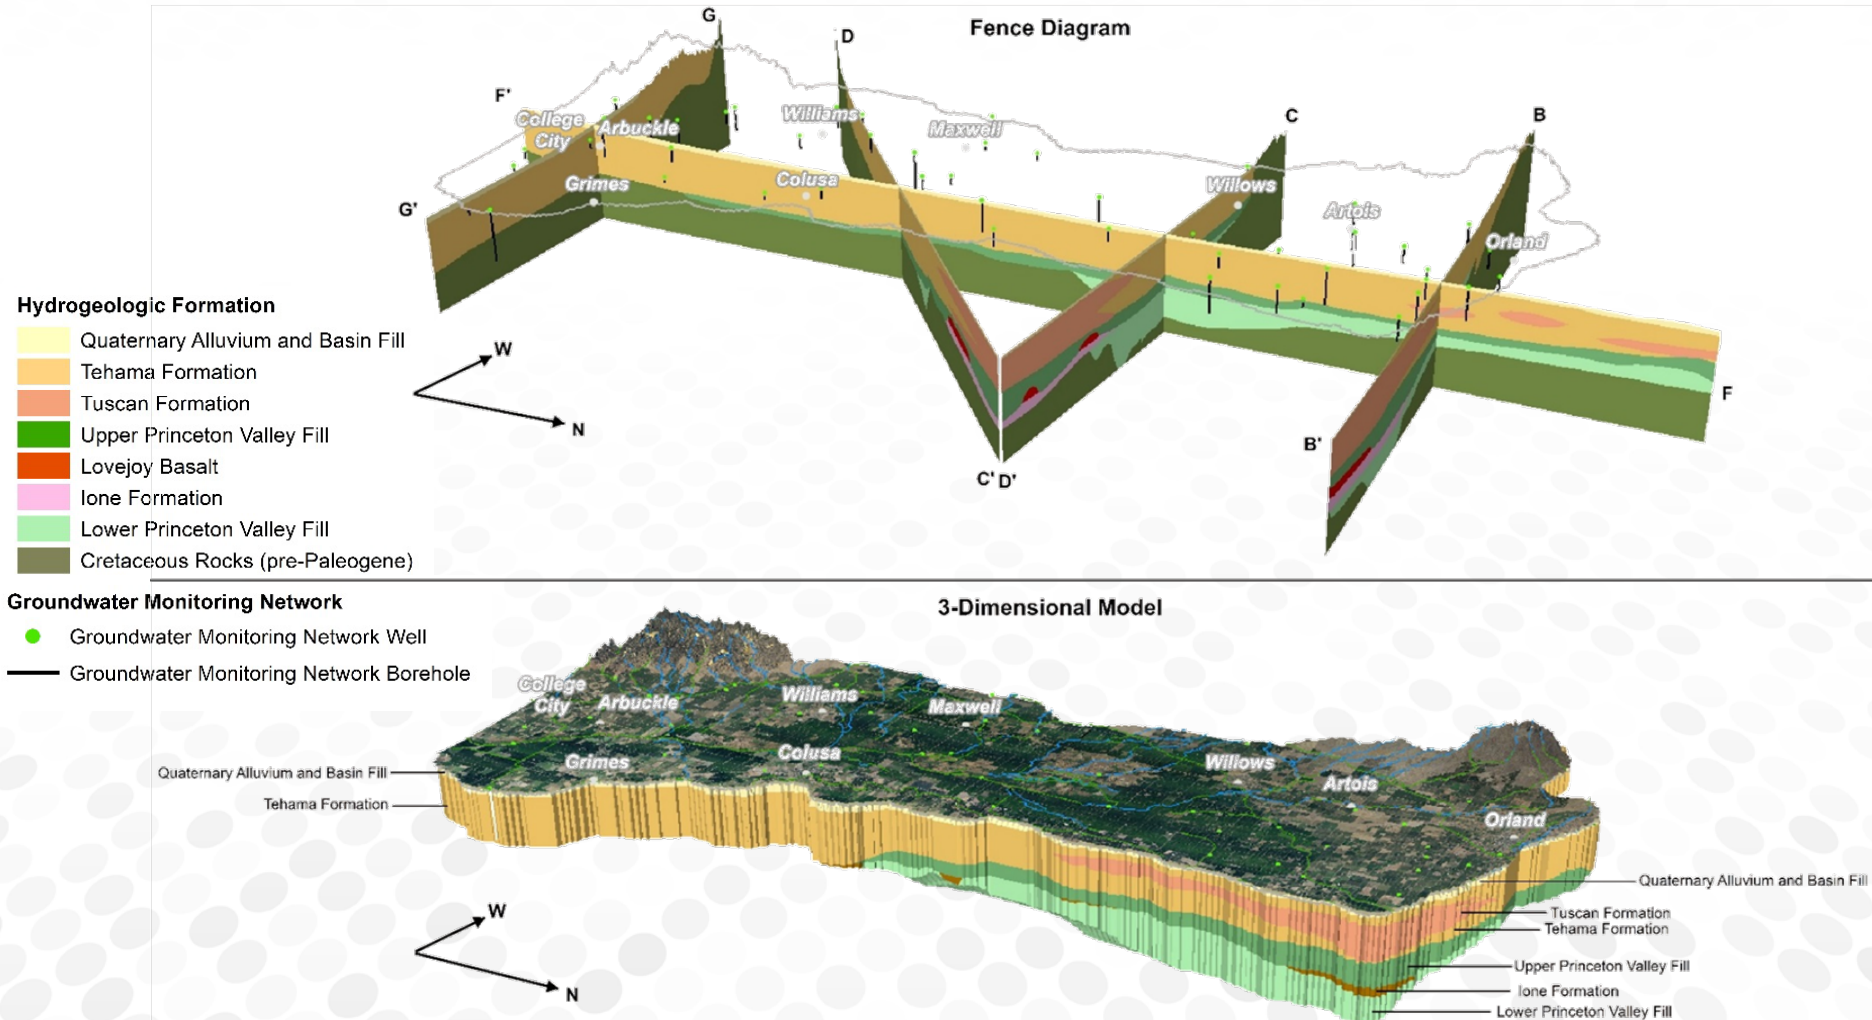 Fence Diagram
G
D
F'
College
City
Arbuckle
Williams
Maxwell
C
B
Grimes
Colusa
Willows
Artois
Orland
G'
F
B'
C' D'
W
N
Hydrogeologic Formation
Quaternary Alluvium and Basin Fill
Tehama Formation
Tuscan Formation
Upper Princeton Valley Fill
Lovejoy Basalt
Ione Formation
Lower Princeton Valley Fill
Cretaceous Rocks (pre-Paleogene)
Groundwater Monitoring Network
Groundwater Monitoring Network Well
Groundwater Monitoring Network Borehole
3-Dimensional Model
College
City
Arbuckle
Williams
Maxwell
Grimes
Colusa
Willows
Artois
Orland
Quaternary Alluvium and Basin Fill
Tehama Formation
Quaternary Alluvium and Basin Fill
Tuscan Formation
Tehama Formation
Upper Princeton Valley Fill
Ione Formation
Lower Princeton Valley Fill
W
N